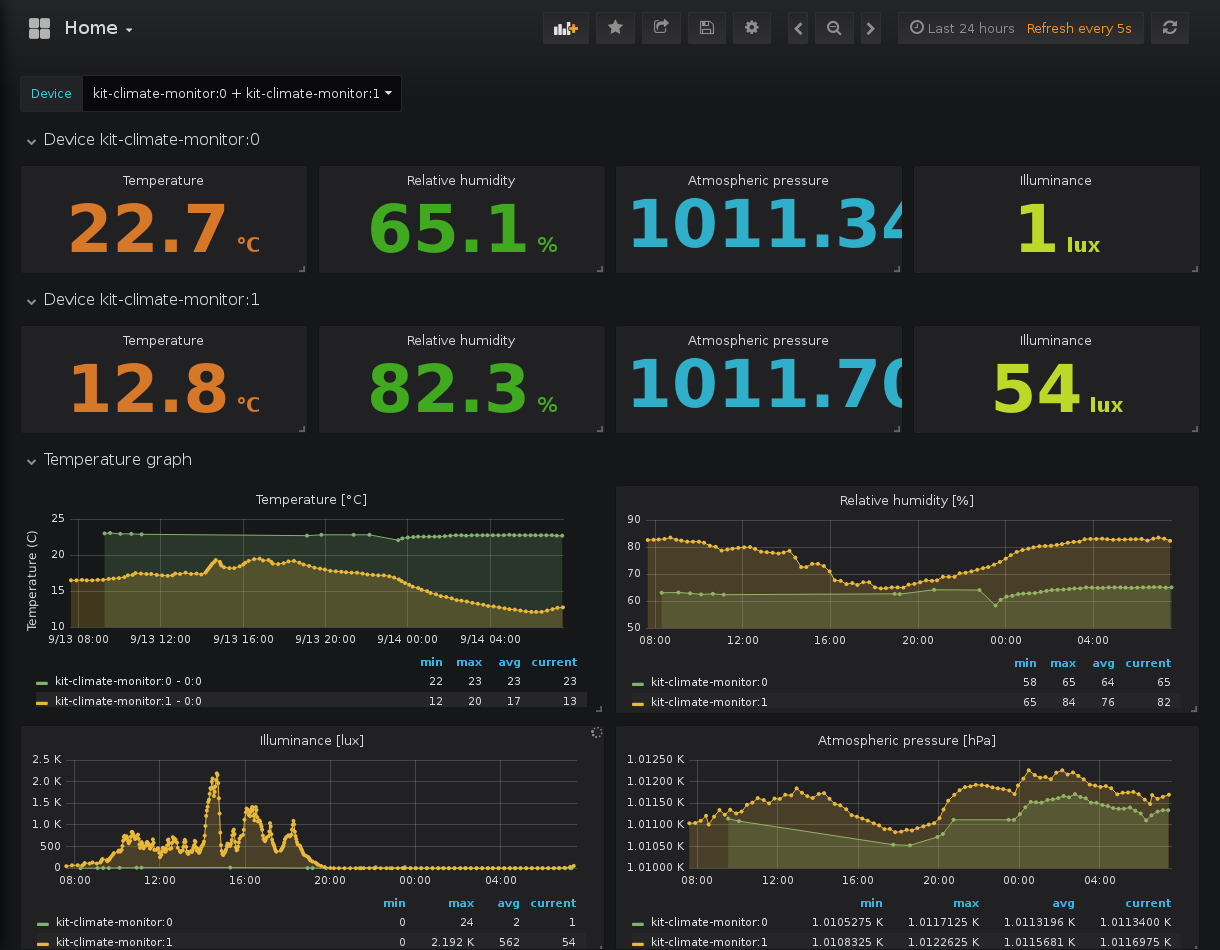 Home
Last 24 hours Refresh every 5s
Device kit-climate-monitor:0 + kit-climate-monitor:1
Device kit-climate-monitor:0
Temperature Relative humidity Atmospheric pressure Illuminance
22.7 °C 65.1 % 1011.34 1 lux
Device kit-climate-monitor:1
Temperature Relative humidity Atmospheric pressure Illuminance
12.8 °C 82.3 % 1011.70 54 lux
Temperature graph
Temperature [°C]
Temperature (C)
25
20
15
10
9/13 08:00 9/13 12:00 9/13 16:00 9/13 20:00 9/14 00:00 9/14 04:00
min max avg current
kit-climate-monitor:0 - 0:0 22 23 23 23
kit-climate-monitor:1 - 0:0 12 20 17 13
Relative humidity [%]
90
80
70
60
50
08:00 12:00 16:00 20:00 00:00 04:00
min max avg current
kit-climate-monitor:0 58 65 64 65
kit-climate-monitor:1 65 84 76 82
Illuminance [lux]
2.5 K
2.0 K
1.5 K
1.0 K
500
0
08:00 12:00 16:00 20:00 00:00 04:00
min max avg current
kit-climate-monitor:0 0 24 2 1
kit-climate-monitor:1 0 2.192 K 562 54
Atmospheric pressure [hPa]
1.01250 K
1.01200 K
1.01150 K
1.01100 K
1.01050 K
1.01000 K
08:00 12:00 16:00 20:00 00:00 04:00
min max avg current
kit-climate-monitor:0 1.0105275 K 1.0117125 K 1.0113196 K 1.0113400 K
kit-climate-monitor:1 1.0108325 K 1.0122625 K 1.0115681 K 1.0116975 K